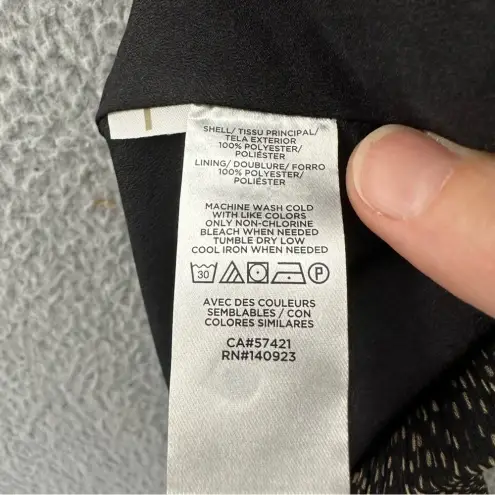 SHELL/ TISSU PRINCIPAL/
TELA EXTERIOR
100% POLYESTER/
POLIÉSTER
LINING/ DOUBLURE/ FORRO
100% POLYESTER/
POLIÉSTER
MACHINE WASH COLD
WITH LIKE COLORS
ONLY NON-CHLORINE
BLEACH WHEN NEEDED
TUMBLE DRY LOW
COOL IRON WHEN NEEDED
30 P
AVEC DES COULEURS
SEMBLABLES / CON
COLORES SIMILARES
CA#57421
RN#140923